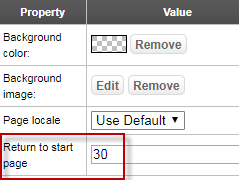 Property Value
Background
color: Remove
Background
image: Edit Remove
Page locale Use Default
Return to start
page 30